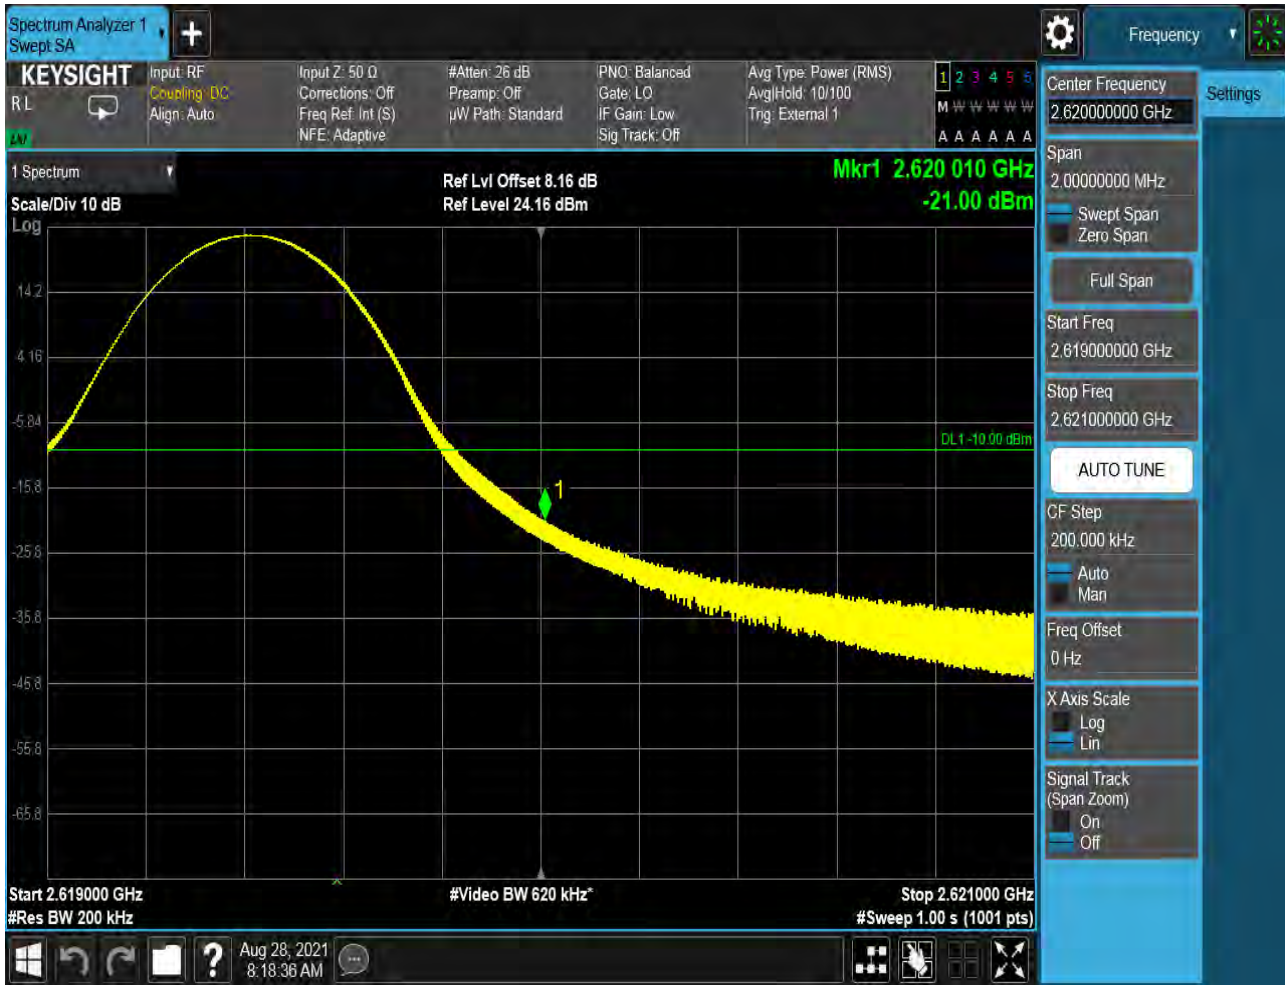 Spectrum Analyzer 1
Swept SA
Frequency
KEYSIGHT
R L
LXI
Input: RF
Coupling: DC
Align: Auto
Input Z: 50 Ω
Corrections: Off
Freq Ref: Int (S)
NFE: Adaptive
#Atten: 26 dB
Preamp: Off
µW Path: Standard
PNO: Balanced
Gate: LO
IF Gain: Low
Sig Track: Off
Avg Type: Power (RMS)
Avg|Hold: 10/100
Trig: External 1
1 2 3 4 5 6
M W W W W W
A A A A A A
1 Spectrum
Scale/Div 10 dB
Log
Ref Lvl Offset 8.16 dB
Ref Level 24.16 dBm
Mkr1 2.620 010 GHz
-21.00 dBm
14.2
4.16
-5.84
-15.8
-25.8
-35.8
-45.8
-55.8
-65.8
DL1 -10.00 dBm
1
Start 2.619000 GHz
#Res BW 200 kHz
#Video BW 620 kHz*
Stop 2.621000 GHz
#Sweep 1.00 s (1001 pts)
Center Frequency
2.620000000 GHz
Settings
Span
2.00000000 MHz
Swept Span
Zero Span
Full Span
Start Freq
2.619000000 GHz
Stop Freq
2.621000000 GHz
AUTO TUNE
CF Step
200.000 kHz
Auto
Man
Freq Offset
0 Hz
X Axis Scale
Log
Lin
Signal Track
(Span Zoom)
On
Off
?
Aug 28, 2021
8:18:36 AM